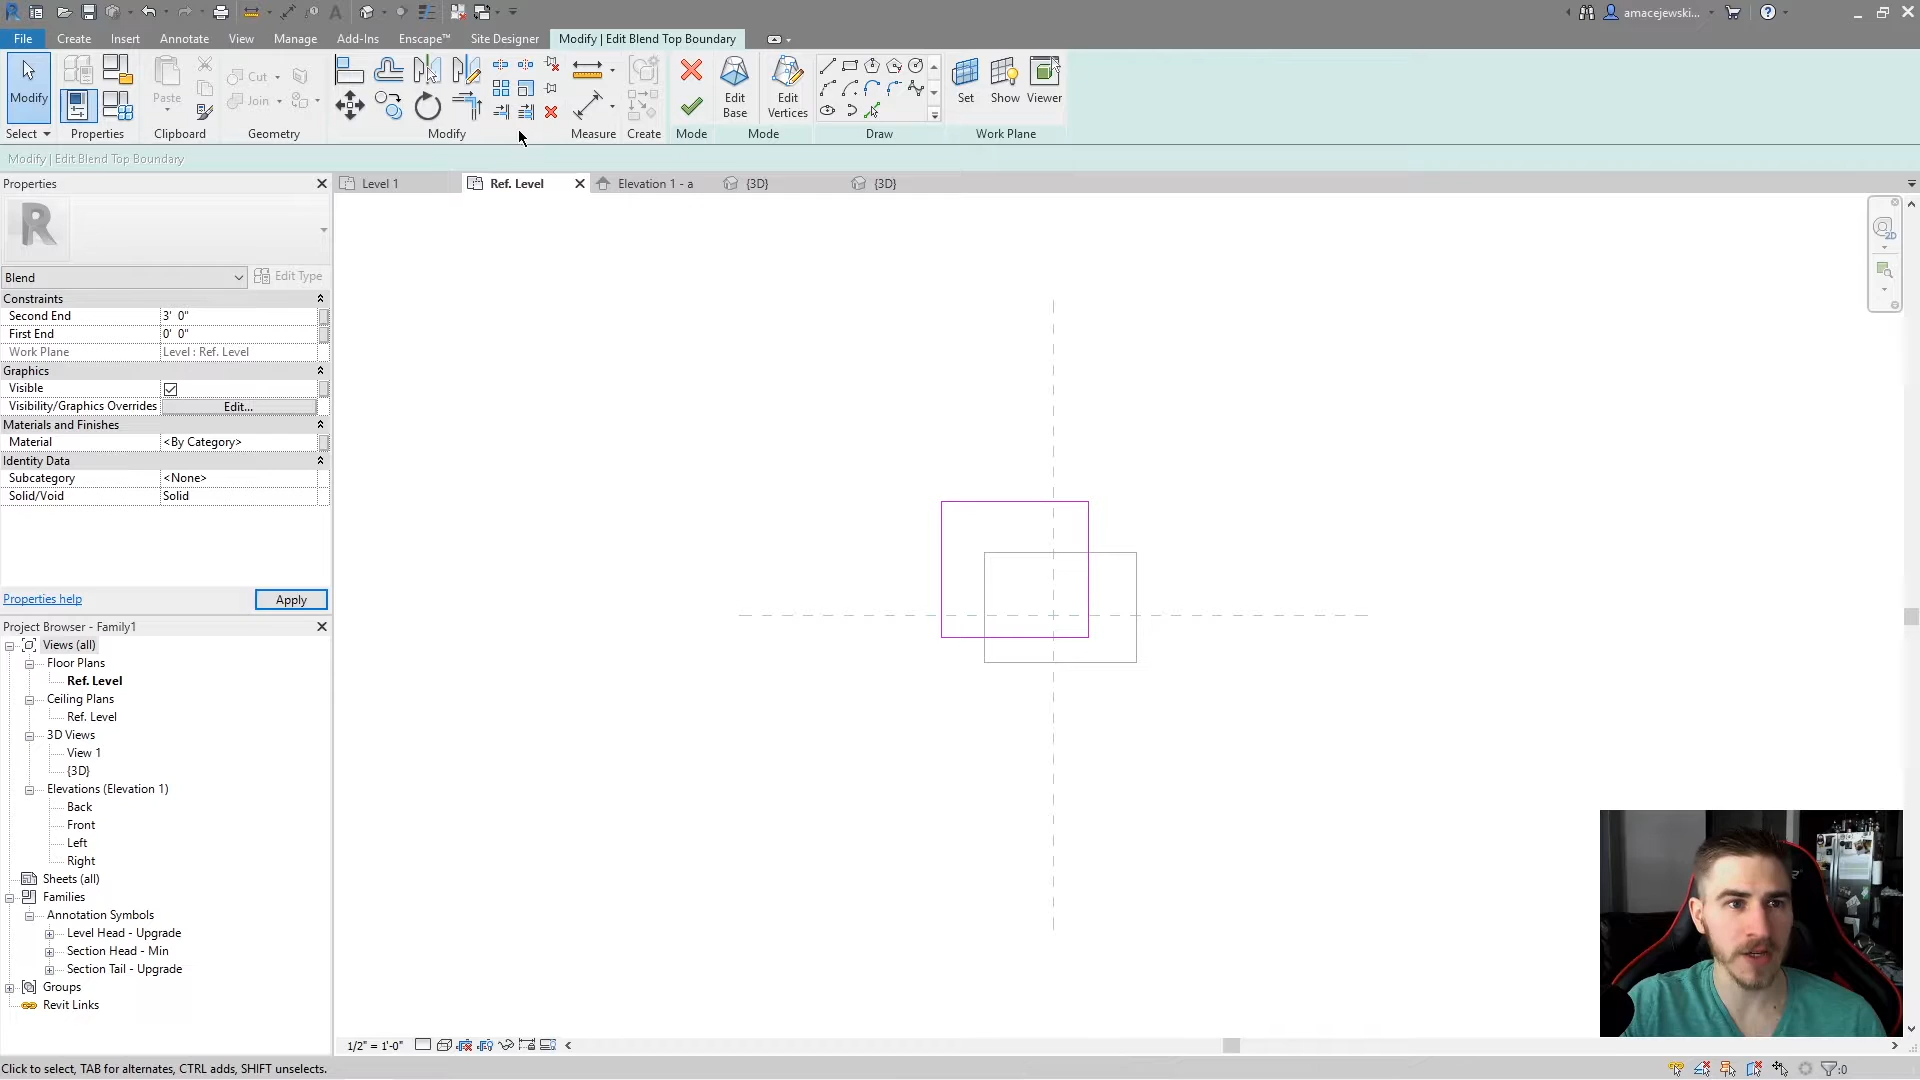 amacejewski...
File Create Insert Annotate View Manage Add-Ins Enscape™ Site Designer Modify | Edit Blend Top Boundary
Modify
Paste
Cut
Join
Edit Base
Edit Vertices
Set Show Viewer
Select Properties Clipboard Geometry Modify Measure Create Mode Mode Draw Work Plane
Modify | Edit Blend Top Boundary
Properties
Level 1 Ref. Level Elevation 1 - a {3D} {3D}
R
2D
Blend Edit Type
Constraints
Second End 3' 0"
First End 0' 0"
Work Plane Level : Ref. Level
Graphics
Visible
Visibility/Graphics Overrides Edit...
Materials and Finishes
Material <By Category>
Identity Data
Subcategory <None>
Solid/Void Solid
Properties help Apply
Project Browser - Family1
Views (all)
Floor Plans
Ref. Level
Ceiling Plans
Ref. Level
3D Views
View 1
{3D}
Elevations (Elevation 1)
Back
Front
Left
Right
Sheets (all)
Families
Annotation Symbols
Level Head - Upgrade
Section Head - Min
Section Tail - Upgrade
Groups
Revit Links
1/2" = 1'-0"
Click to select, TAB for alternates, CTRL adds, SHIFT unselects.
:0